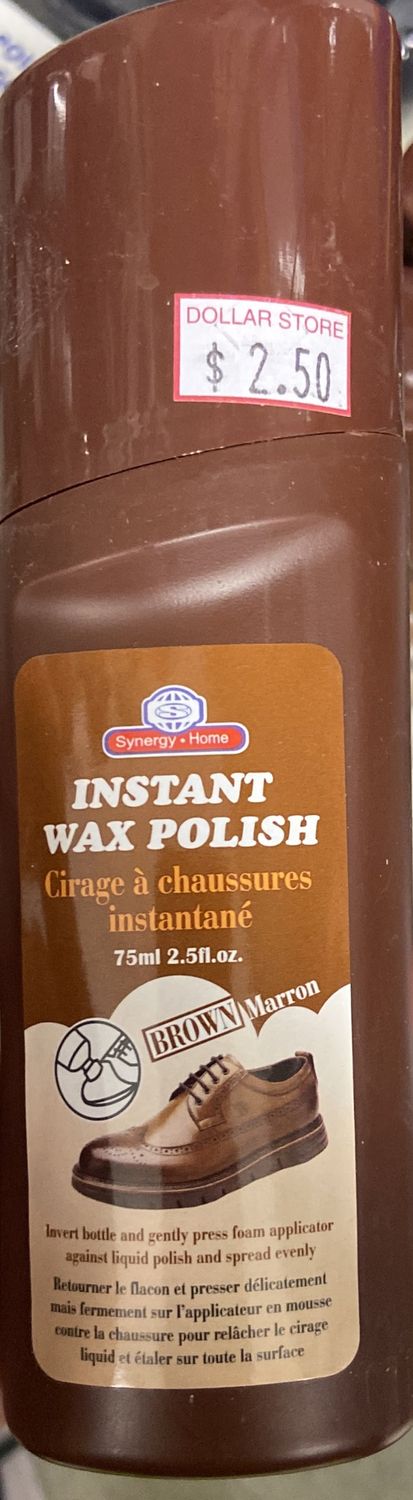 DOLLAR STORE
$ 2.50
Synergy • Home
INSTANT
WAX POLISH
Cirage à chaussures
instantané
75ml 2.5fl.oz.
BROWN Marron
Invert bottle and gently press foam applicator
against liquid polish and spread evenly
Retourner le flacon et presser délicatement
mais fermement sur l'applicateur en mousse
contre la chaussure pour relâcher le cirage
liquid et étaler sur toute la surface